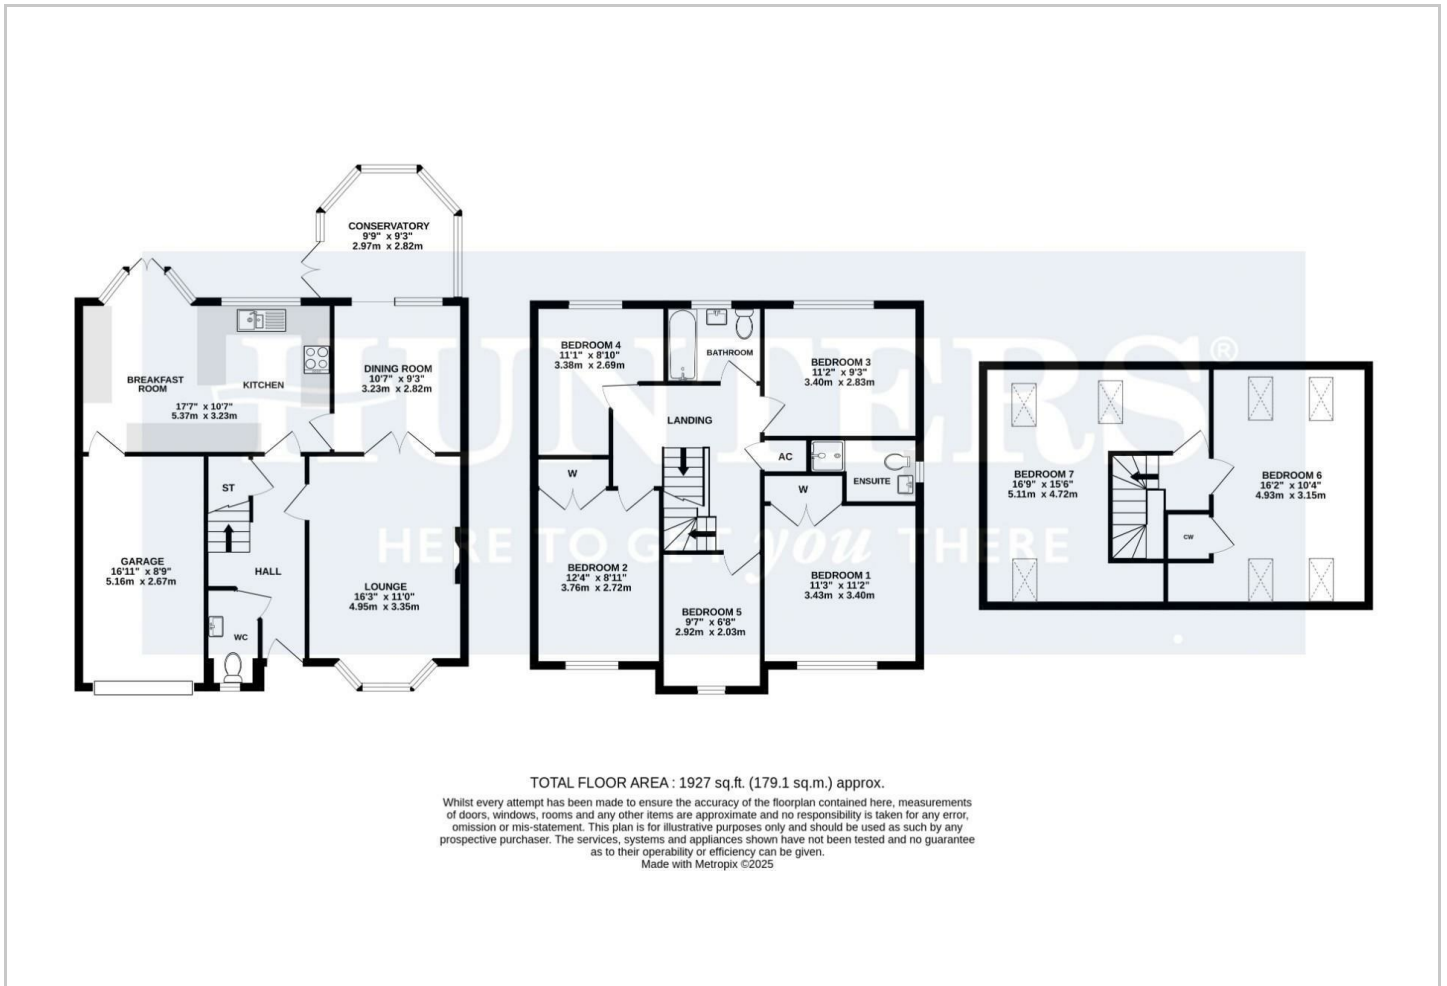 CONSERVATORY
9'9" x 9'3"
2.97m x 2.82m
BREAKFAST
ROOM
KITCHEN
17'7" x 10'7"
5.37m x 3.23m
DINING ROOM
10'7" x 9'3"
3.23m x 2.82m
ST
GARAGE
16'11" x 8'9"
5.16m x 2.67m
HALL
LOUNGE
16'3" x 11'0"
4.95m x 3.35m
WC
BEDROOM 4
11'1" x 8'10"
3.38m x 2.69m
BATHROOM
BEDROOM 3
11'2" x 9'3"
3.40m x 2.83m
LANDING
AC
ENSUITE
W
W
BEDROOM 2
12'4" x 8'11"
3.76m x 2.72m
BEDROOM 1
11'3" x 11'2"
3.43m x 3.40m
BEDROOM 5
9'7" x 6'8"
2.92m x 2.03m
BEDROOM 7
16'9" x 15'6"
5.11m x 4.72m
BEDROOM 6
16'2" x 10'4"
4.93m x 3.15m
CW
HUNTERS®
HERE TO GET you THERE
TOTAL FLOOR AREA : 1927 sq.ft. (179.1 sq.m.) approx.
Whilst every attempt has been made to ensure the accuracy of the floorplan contained here, measurements
of doors, windows, rooms and any other items are approximate and no responsibility is taken for any error,
omission or mis-statement. This plan is for illustrative purposes only and should be used as such by any
prospective purchaser. The services, systems and appliances shown have not been tested and no guarantee
as to their operability or efficiency can be given.
Made with Metropix ©2025